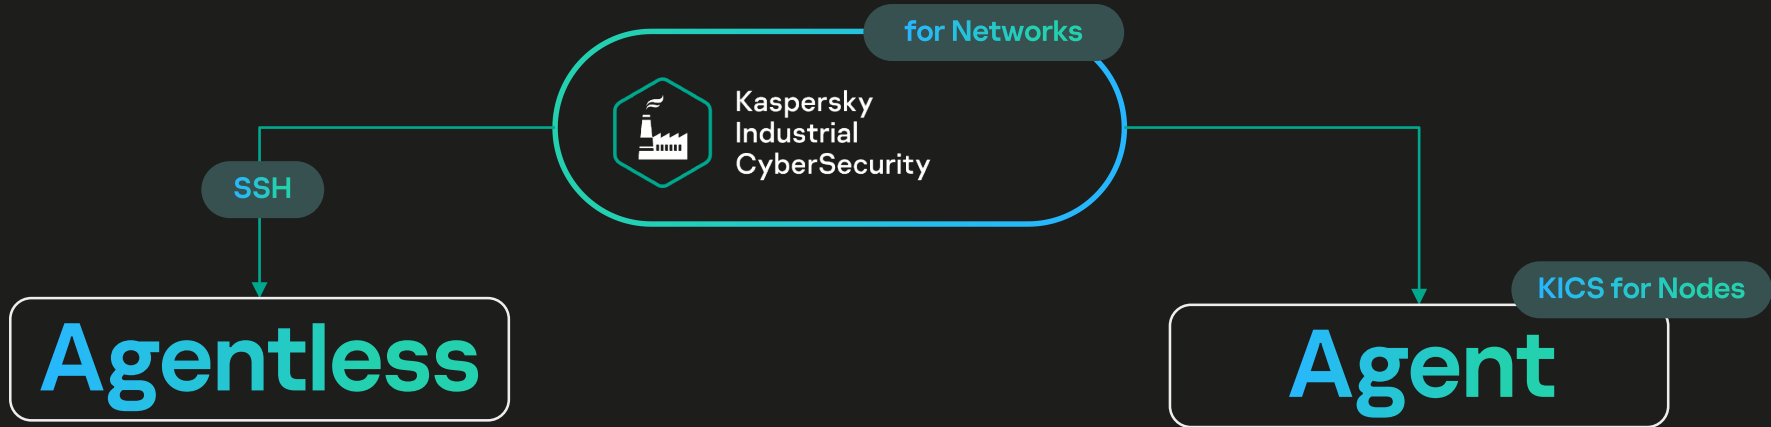 for Networks
Kaspersky
Industrial
CyberSecurity
SSH
KICS for Nodes
Agentless
Agent